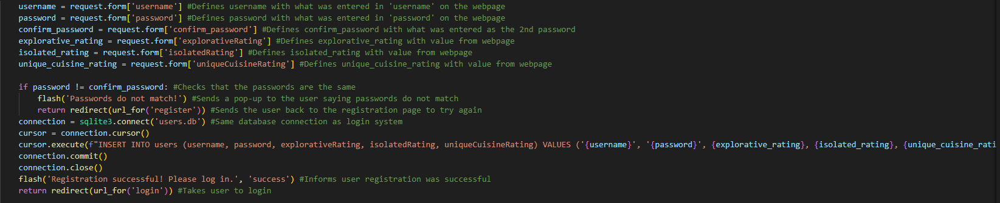 username = request.form['username'] #Defines username with what was entered in 'username' on the webpage
password = request.form['password'] #Defines password with what was entered in 'password' on the webpage
confirm_password = request.form['confirm_password'] #Defines confirm_password with what was entered as the 2nd password
explorative_rating = request.form['explorativeRating'] #Defines explorative_rating with value from webpage
isolated_rating = request.form['isolatedRating'] #Defines isolated_rating with value from webpage
unique_cuisine_rating = request.form['uniqueCuisineRating'] #Defines unique_cuisine_rating with value from webpage
if password != confirm_password: #Checks that the passwords are the same
flash('Passwords do not match!') #Sends a pop-up to the user saying passwords do not match
return redirect(url_for('register')) #Sends the user back to the registration page to try again
connection = sqlite3.connect('users.db') #Same database connection as login system
cursor = connection.cursor()
cursor.execute(f"INSERT INTO users (username, password, explorativeRating, isolatedRating, uniqueCuisineRating) VALUES ('{username}', '{password}', {explorative_rating}, {isolated_rating}, {unique_cuisine_rati
connection.commit()
connection.close()
flash('Registration successful! Please log in.', 'success') #Informs user registration was successful
return redirect(url_for('login')) #Takes user to login